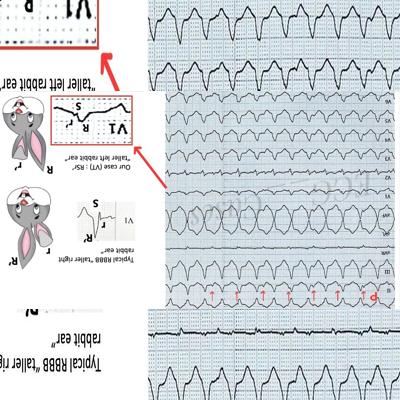 S
R
V1
"taller left rabbit ear"
S
r'
R
V1
R
r'
Our case (VT) : RSr'
"taller left rabbit ear"
S
r
R'
V1
r
R'
Typical RBBB "taller right
rabbit ear"
V6
V5
V4
V3
V2
V1
aVF
aVL
aVR
III
II
P
Typical RBBB "taller rig
rabbit ear"